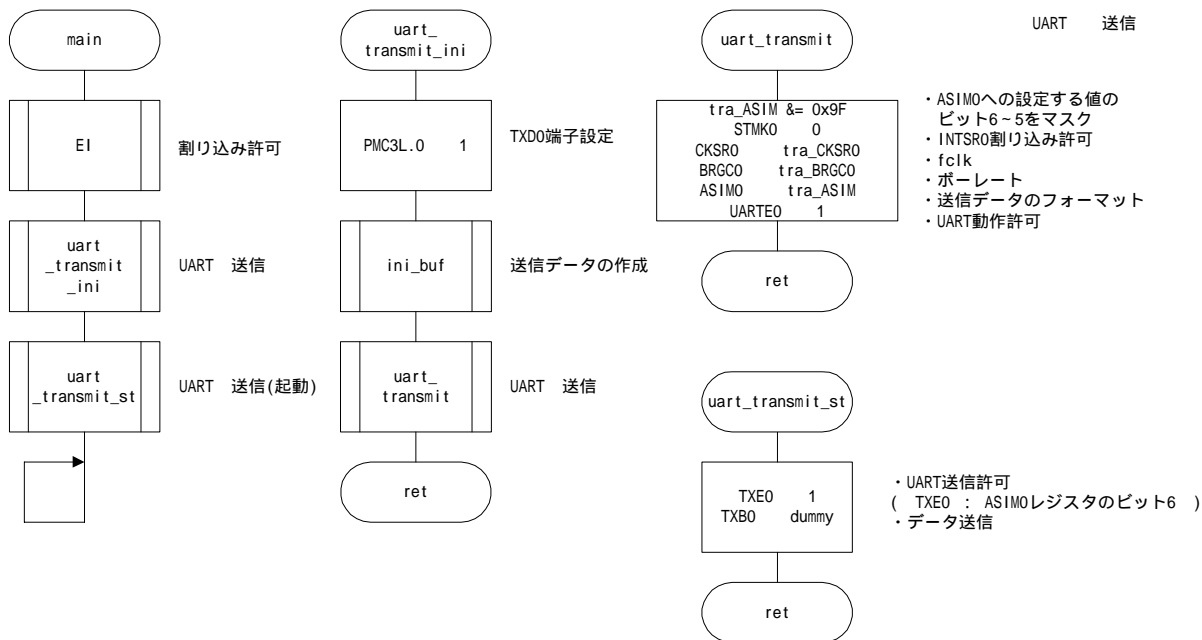 main
EI
割り込み許可
uart
_transmit
_ini
UART 送信
uart
_transmit_st
UART 送信(起動)
uart_
transmit_ini
PMC3L.0 1
TXD0端子設定
ini_buf
送信データの作成
uart_
transmit
UART 送信
ret
UART 送信
uart_transmit
tra_ASIM &= 0x9F
STMK0 0
CKSR0 tra_CKSR0
BRGC0 tra_BRGC0
ASIM0 tra_ASIM
UARTE0 1
・ASIM0への設定する値の
ビット6~5をマスク
・INTSR0割り込み許可
・fclk
・ボーレート
・送信データのフォーマット
・UART動作許可
ret
uart_transmit_st
TXE0 1
TXB0 dummy
・UART送信許可
( TXE0 : ASIM0レジスタのビット6 )
・データ送信
ret